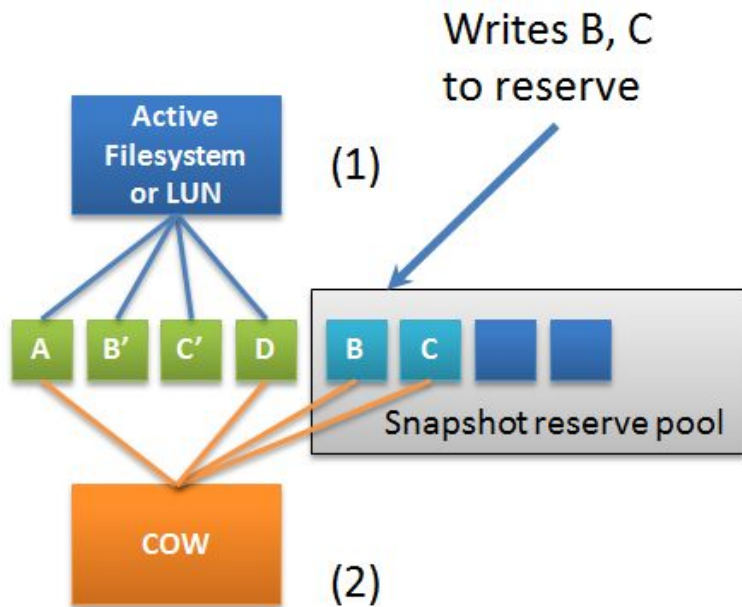 Writes B, C
to reserve
Active
Filesystem
or LUN
(1)
A
B’
C’
D
B
C
Snapshot reserve pool
COW
(2)